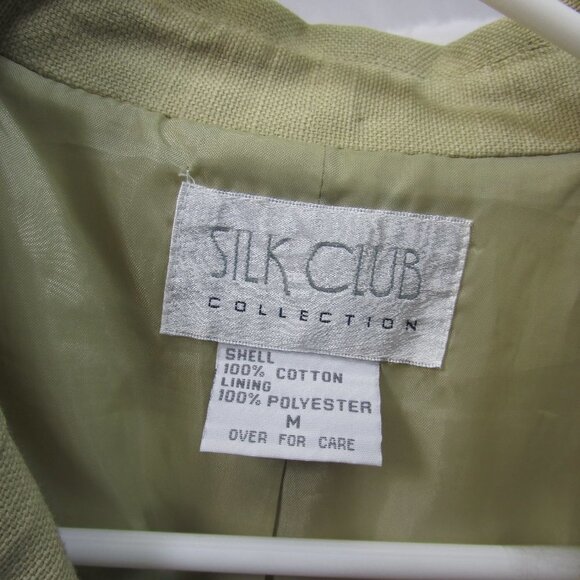 SILK CLUB
COLLECTION
SHELL
100% COTTON
LINING
100% POLYESTER
M
OVER FOR CARE